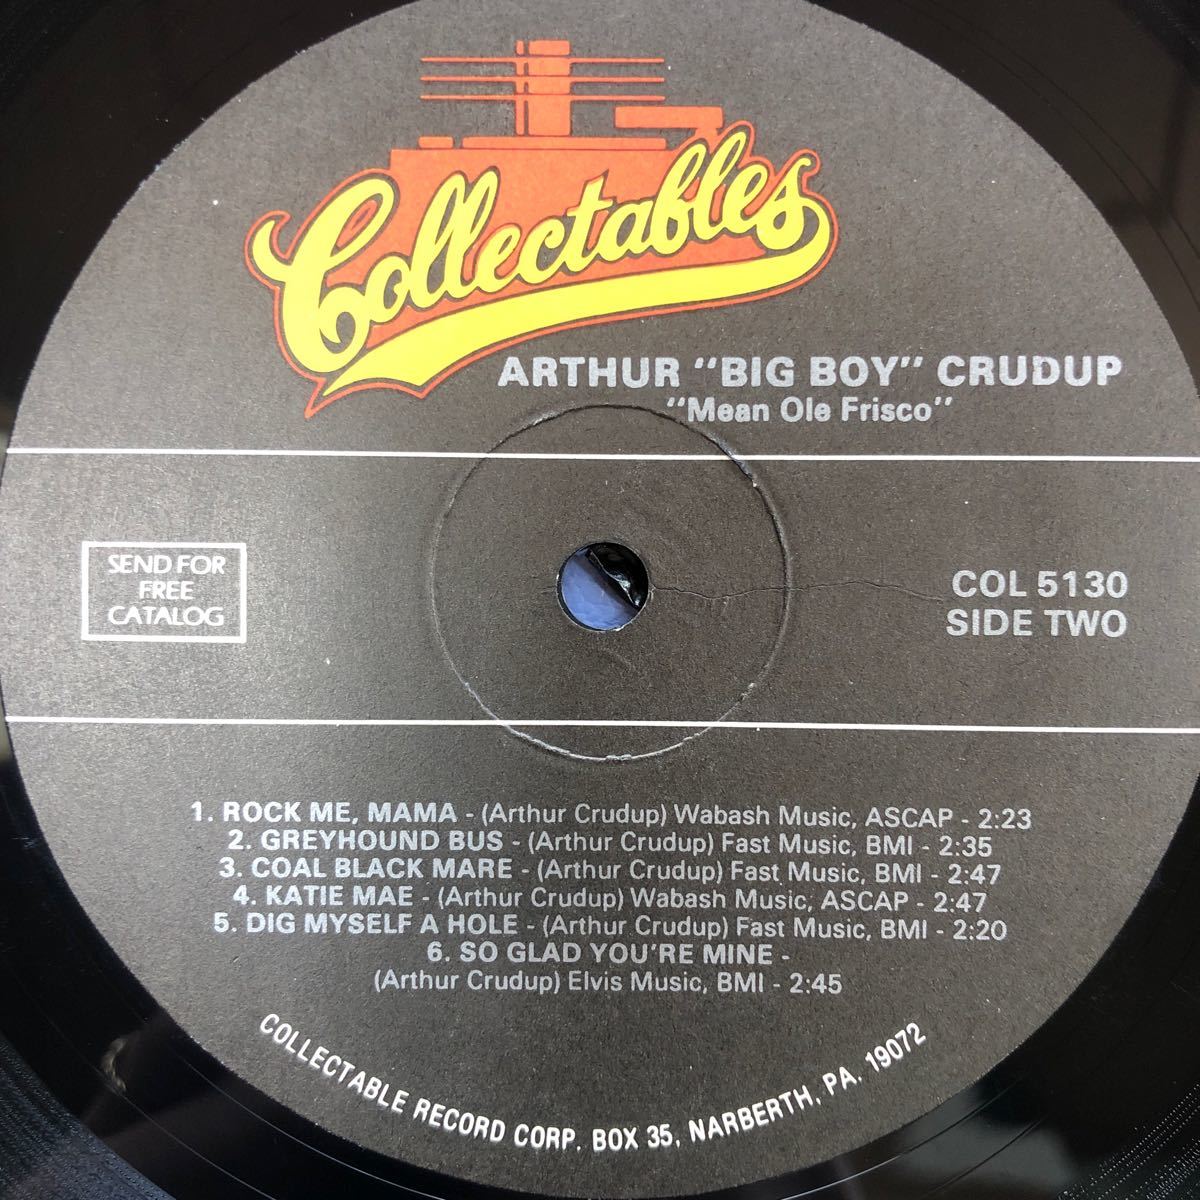 Collectables
ARTHUR "BIG BOY" CRUDUP
"Mean Ole Frisco"
SEND FOR
FREE
CATALOG
COL 5130
SIDE TWO
1. ROCK ME, MAMA - (Arthur Crudup) Wabash Music, ASCAP - 2:23
2. GREYHOUND BUS - (Arthur Crudup) Fast Music, BMI - 2:35
3. COAL BLACK MARE - (Arthur Crudup) Fast Music, BMI - 2:47
4. KATIE MAE - (Arthur Crudup) Wabash Music, ASCAP - 2:47
5. DIG MYSELF A HOLE - (Arthur Crudup) Fast Music, BMI - 2:20
6. SO GLAD YOU'RE MINE -
(Arthur Crudup) Elvis Music, BMI - 2:45
COLLECTABLE RECORD CORP. BOX 35, NARBERTH, PA. 19072